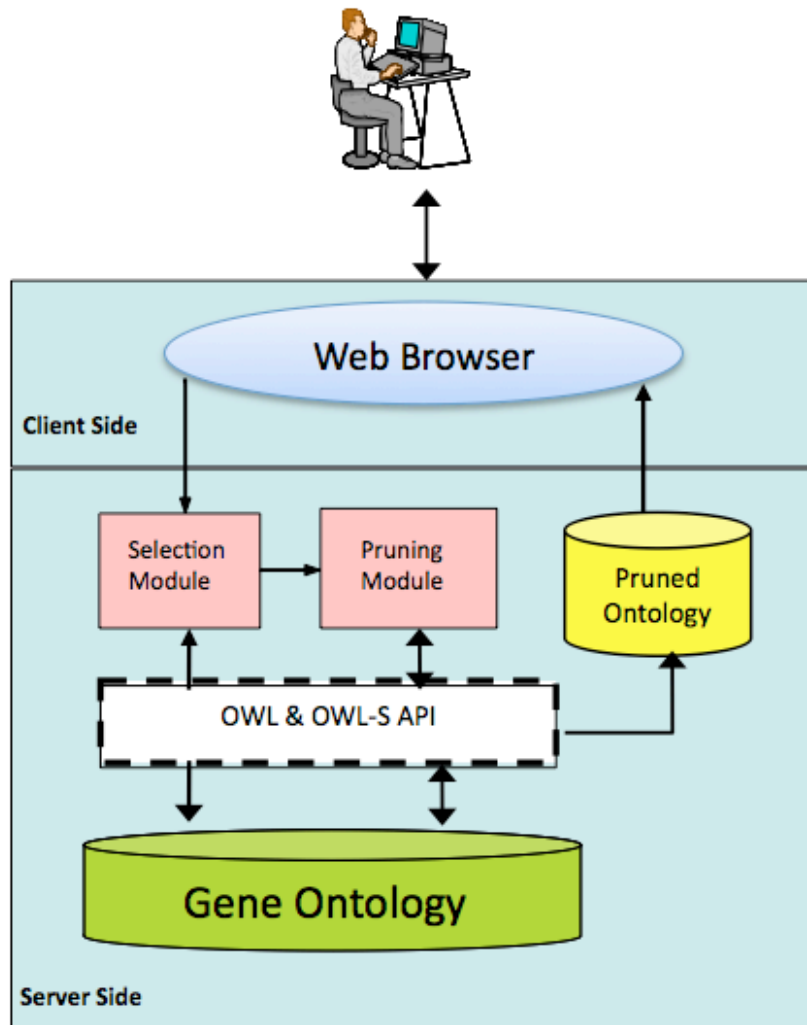 Web Browser
Client Side
Selection
Module
Pruning
Module
Pruned
Ontology
OWL & OWL-S API
Gene Ontology
Server Side